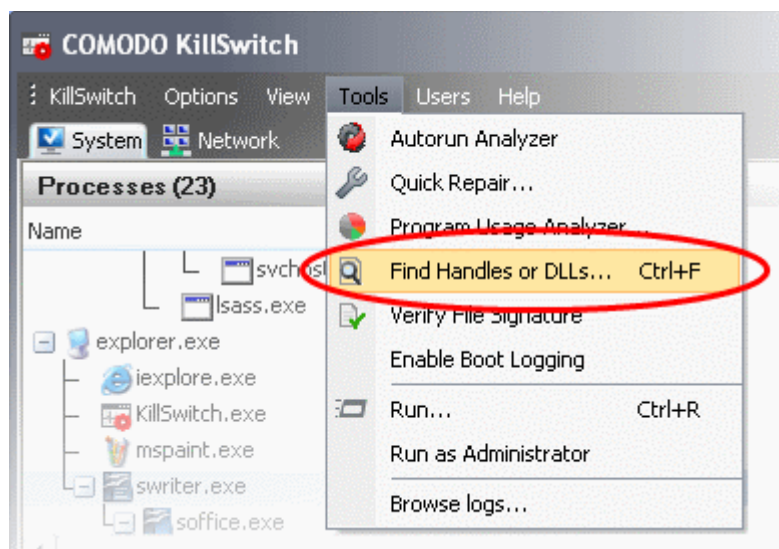 COMODO KillSwitch
KillSwitch Options View Tools Users Help
System Network
Processes (23)
Name
lsass.exe
explorer.exe
iexplore.exe
KillSwitch.exe
mspaint.exe
swriter.exe
soffice.exe
Autorun Analyzer
Quick Repair...
Program Usage Analyzer...
Find Handles or DLLs... Ctrl+F
Verify File Signature
Enable Boot Logging
Run... Ctrl+R
Run as Administrator
Browse logs...